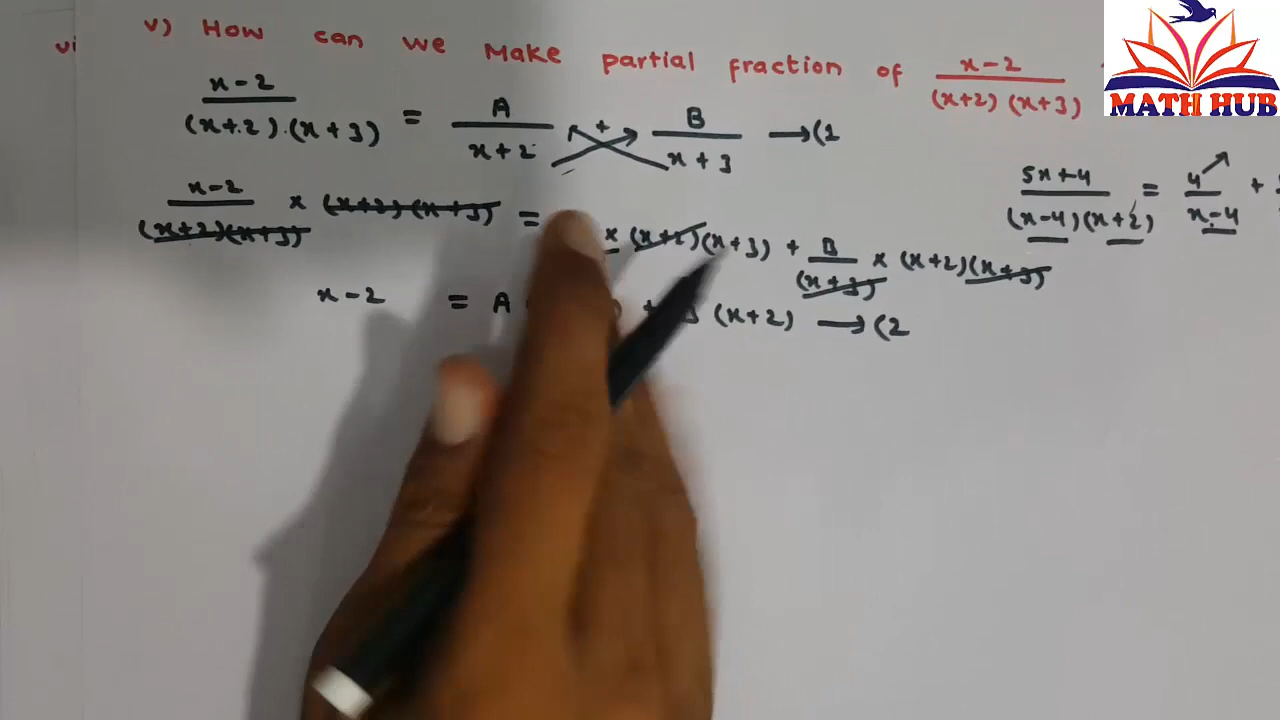 v) How can we Make partial fraction of x-2 / (x+2) (x+3)
MATH HUB
vi
x-2 / (x+2).(x+3) = A / x+2 + B / x+3 → (1
5x+4 / (x-4)(x+2) = 4 / x-4 +
x-2 / (x+2)(x+3) × (x+2)(x+3) = × (x+2)(x+3) + B / (x+3) × (x+2)(x+3)
x-2 = A + B (x+2) → (2